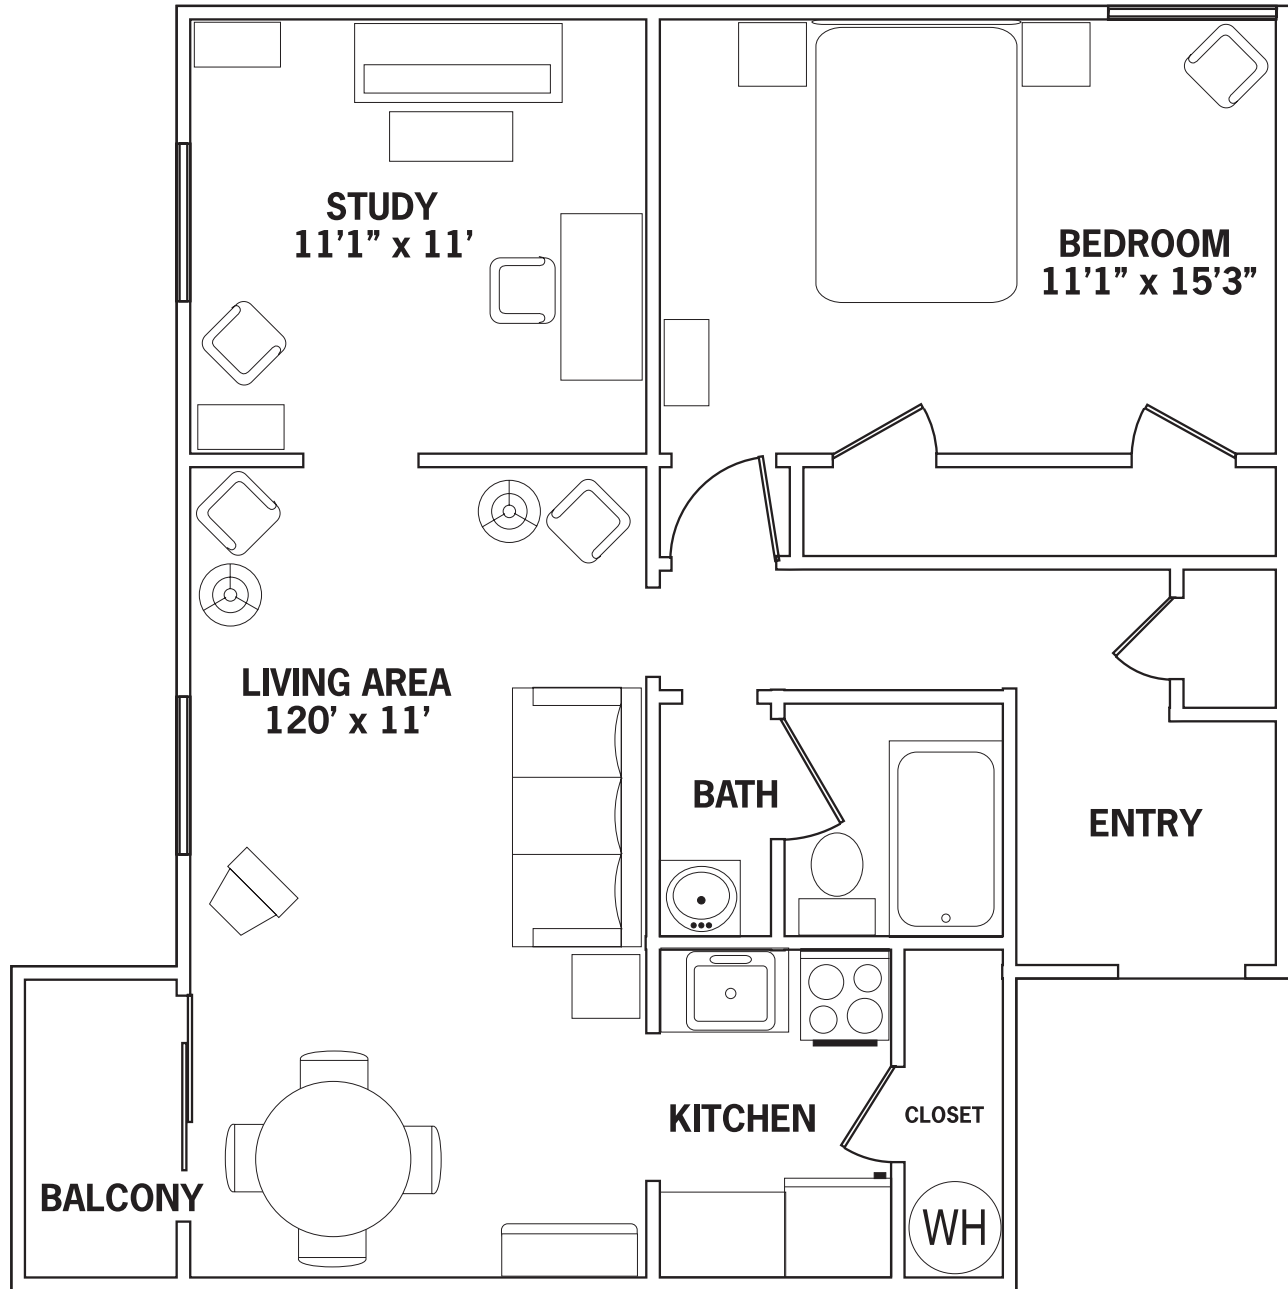 STUDY
11’1” x 11’
BEDROOM
11’1” x 15’3”
LIVING AREA
120’ x 11’
BATH
ENTRY
KITCHEN
CLOSET
BALCONY
WH